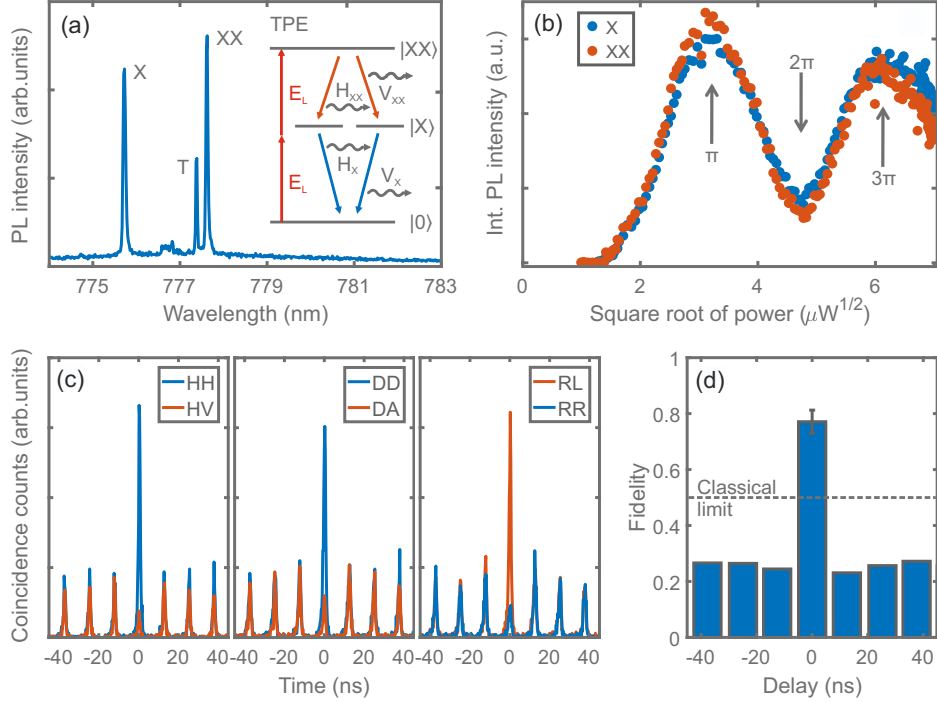 (a)
TPE
|XX⟩
XX
X
T
E_L
H_XX
V_XX
|X⟩
E_L
H_X
V_X
|0⟩
PL intensity (arb.units)
775 777 779 781 783
Wavelength (nm)
(b)
X
XX
π
2π
3π
Int. PL intensity (a.u.)
0 2 4 6
Square root of power (μW^1/2)
(c)
HH
HV
DD
DA
RL
RR
Coincidence counts (arb.units)
-40 -20 0 20 40 -40 -20 0 20 40 -40 -20 0 20 40
Time (ns)
(d)
1
0.8
0.6
0.4
0.2
0
Classical
limit
Fidelity
-40 -20 0 20 40
Delay (ns)